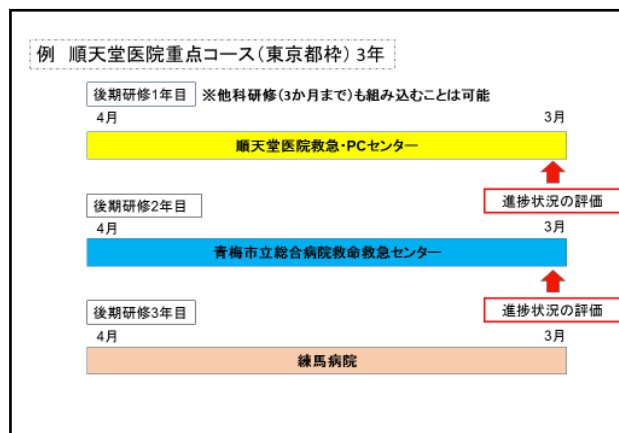 例 順天堂医院重点コース(東京都枠) 3年
後期研修1年目 ※他科研修(3か月まで)も組み込むことは可能
4月 3月
順天堂医院救急・PCセンター
進捗状況の評価
後期研修2年目
4月 3月
青梅市立総合病院救命救急センター
進捗状況の評価
後期研修3年目
4月 3月
練馬病院